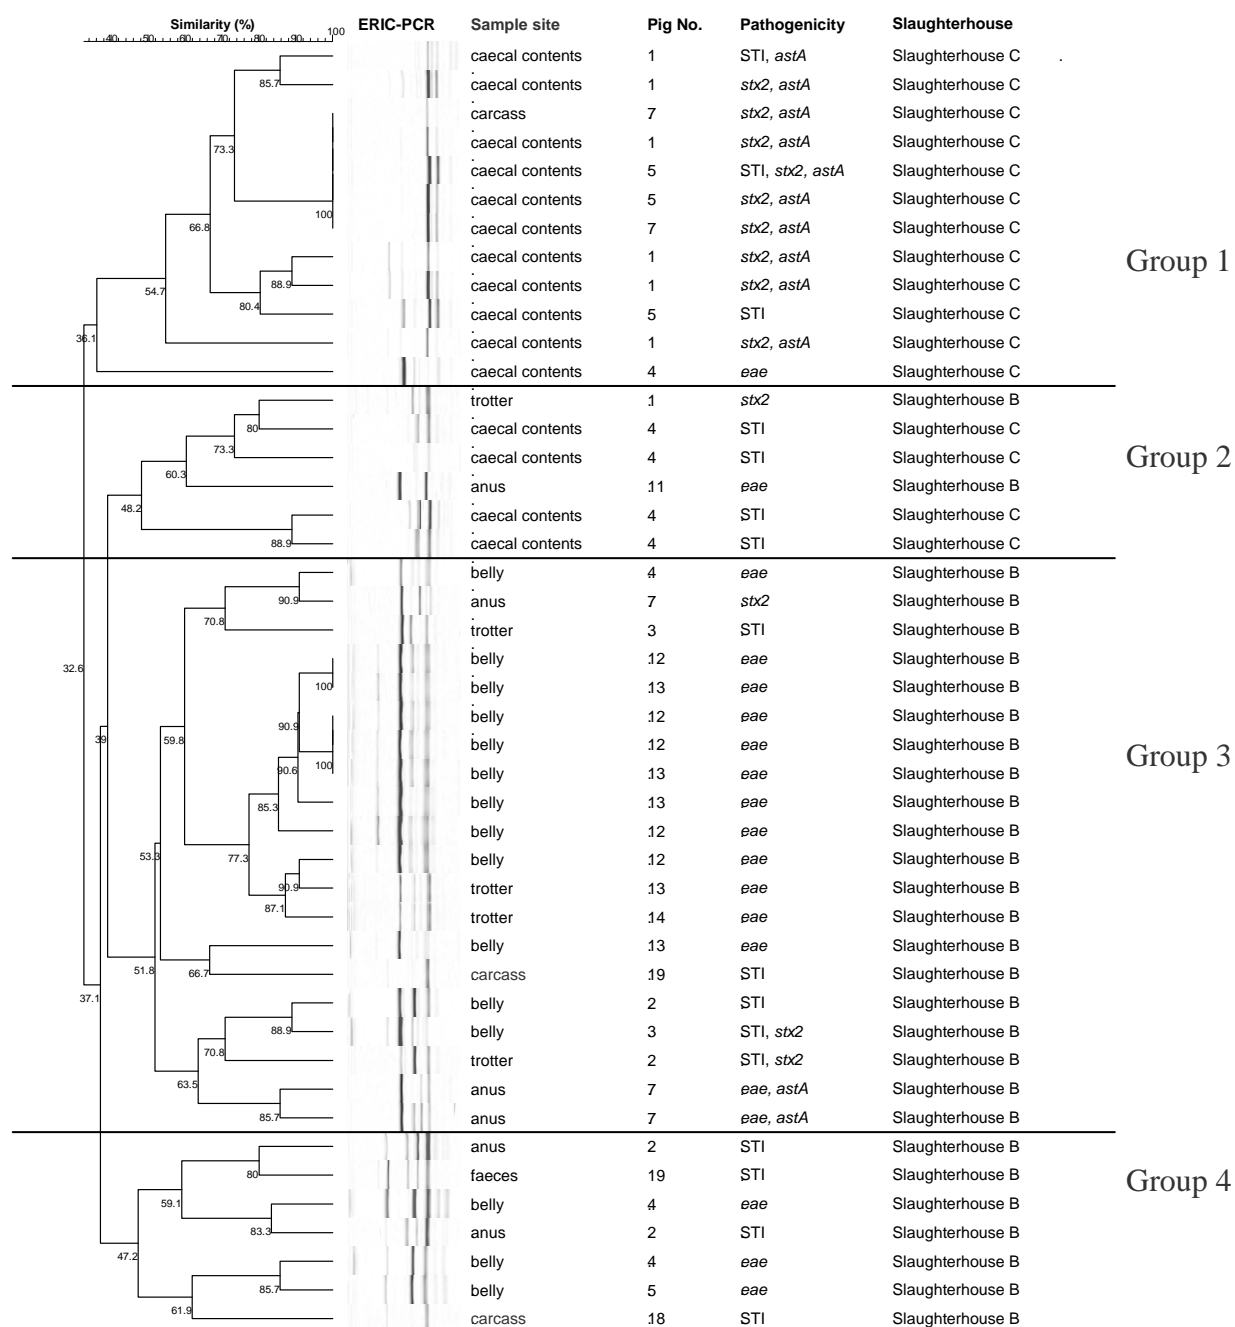 Similarity (%) ERIC-PCR Sample site Pig No. Pathogenicity Slaughterhouse
40 50 60 70 80 90 100
caecal contents 1 STI, astA Slaughterhouse C
85.7 caecal contents 1 stx2, astA Slaughterhouse C
carcass 7 stx2, astA Slaughterhouse C
73.3 caecal contents 1 stx2, astA Slaughterhouse C
caecal contents 5 STI, stx2, astA Slaughterhouse C
caecal contents 5 stx2, astA Slaughterhouse C
100
66.8 caecal contents 7 stx2, astA Slaughterhouse C
caecal contents 1 stx2, astA Slaughterhouse C
Group 1
54.7 88.9 caecal contents 1 stx2, astA Slaughterhouse C
80.4 caecal contents 5 STI Slaughterhouse C
36.1 caecal contents 1 stx2, astA Slaughterhouse C
caecal contents 4 eae Slaughterhouse C
trotter 1 stx2 Slaughterhouse B
80 caecal contents 4 STI Slaughterhouse C
73.3 caecal contents 4 STI Slaughterhouse C
Group 2
60.3 anus 11 eae Slaughterhouse B
48.2 caecal contents 4 STI Slaughterhouse C
88.9 caecal contents 4 STI Slaughterhouse C
belly 4 eae Slaughterhouse B
90.9 anus 7 stx2 Slaughterhouse B
70.8 trotter 3 STI Slaughterhouse B
32.6 belly 12 eae Slaughterhouse B
100 belly 13 eae Slaughterhouse B
90.9 belly 12 eae Slaughterhouse B
39 59.8 belly 12 eae Slaughterhouse B
Group 3
90.6 100 belly 13 eae Slaughterhouse B
85.3 belly 13 eae Slaughterhouse B
belly 12 eae Slaughterhouse B
53.3 77.3 belly 12 eae Slaughterhouse B
90.9 trotter 13 eae Slaughterhouse B
87.1 trotter 14 eae Slaughterhouse B
belly 13 eae Slaughterhouse B
51.8 66.7 carcass 19 STI Slaughterhouse B
37.1 belly 2 STI Slaughterhouse B
88.9 belly 3 STI, stx2 Slaughterhouse B
70.8 trotter 2 STI, stx2 Slaughterhouse B
63.5 anus 7 eae, astA Slaughterhouse B
85.7 anus 7 eae, astA Slaughterhouse B
anus 2 STI Slaughterhouse B
80 faeces 19 STI Slaughterhouse B
Group 4
59.1 belly 4 eae Slaughterhouse B
83.3 anus 2 STI Slaughterhouse B
47.2 belly 4 eae Slaughterhouse B
85.7 belly 5 eae Slaughterhouse B
61.9 carcass 18 STI Slaughterhouse B